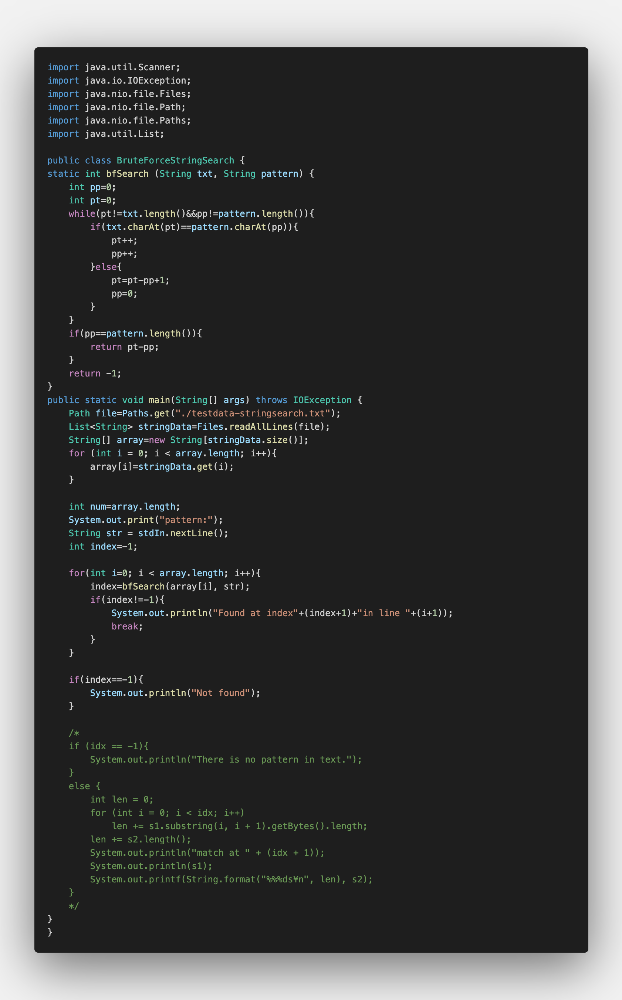 import java.util.Scanner;
import java.io.IOException;
import java.nio.file.Files;
import java.nio.file.Path;
import java.nio.file.Paths;
import java.util.List;

public class BruteForceStringSearch {
static int bfSearch (String txt, String pattern) {
    int pp=0;
    int pt=0;
    while(pt!=txt.length()&&pp!=pattern.length()){
        if(txt.charAt(pt)==pattern.charAt(pp)){
            pt++;
            pp++;
        }else{
            pt=pt-pp+1;
            pp=0;
        }
    }
    if(pp==pattern.length()){
        return pt-pp;
    }
    return -1;
}
public static void main(String[] args) throws IOException {
    Path file=Paths.get("./testdata-stringsearch.txt");
    List<String> stringData=Files.readAllLines(file);
    String[] array=new String[stringData.size()];
    for (int i = 0; i < array.length; i++){
        array[i]=stringData.get(i);
    }

    int num=array.length;
    System.out.print("pattern:");
    String str = stdIn.nextLine();
    int index=-1;

    for(int i=0; i < array.length; i++){
        index=bfSearch(array[i], str);
        if(index!=-1){
            System.out.println("Found at index"+(index+1)+"in line "+(i+1));
            break;
        }
    }

    if(index==-1){
        System.out.println("Not found");
    }

    /*
    if (idx == -1){
        System.out.println("There is no pattern in text.");
    }
    else {
        int len = 0;
        for (int i = 0; i < idx; i++)
              len += s1.substring(i, i + 1).getBytes().length;
        len += s2.length();
        System.out.println("match at " + (idx + 1));
        System.out.println(s1);
        System.out.printf(String.format("%%%ds¥n", len), s2);
    }
    */
}
}